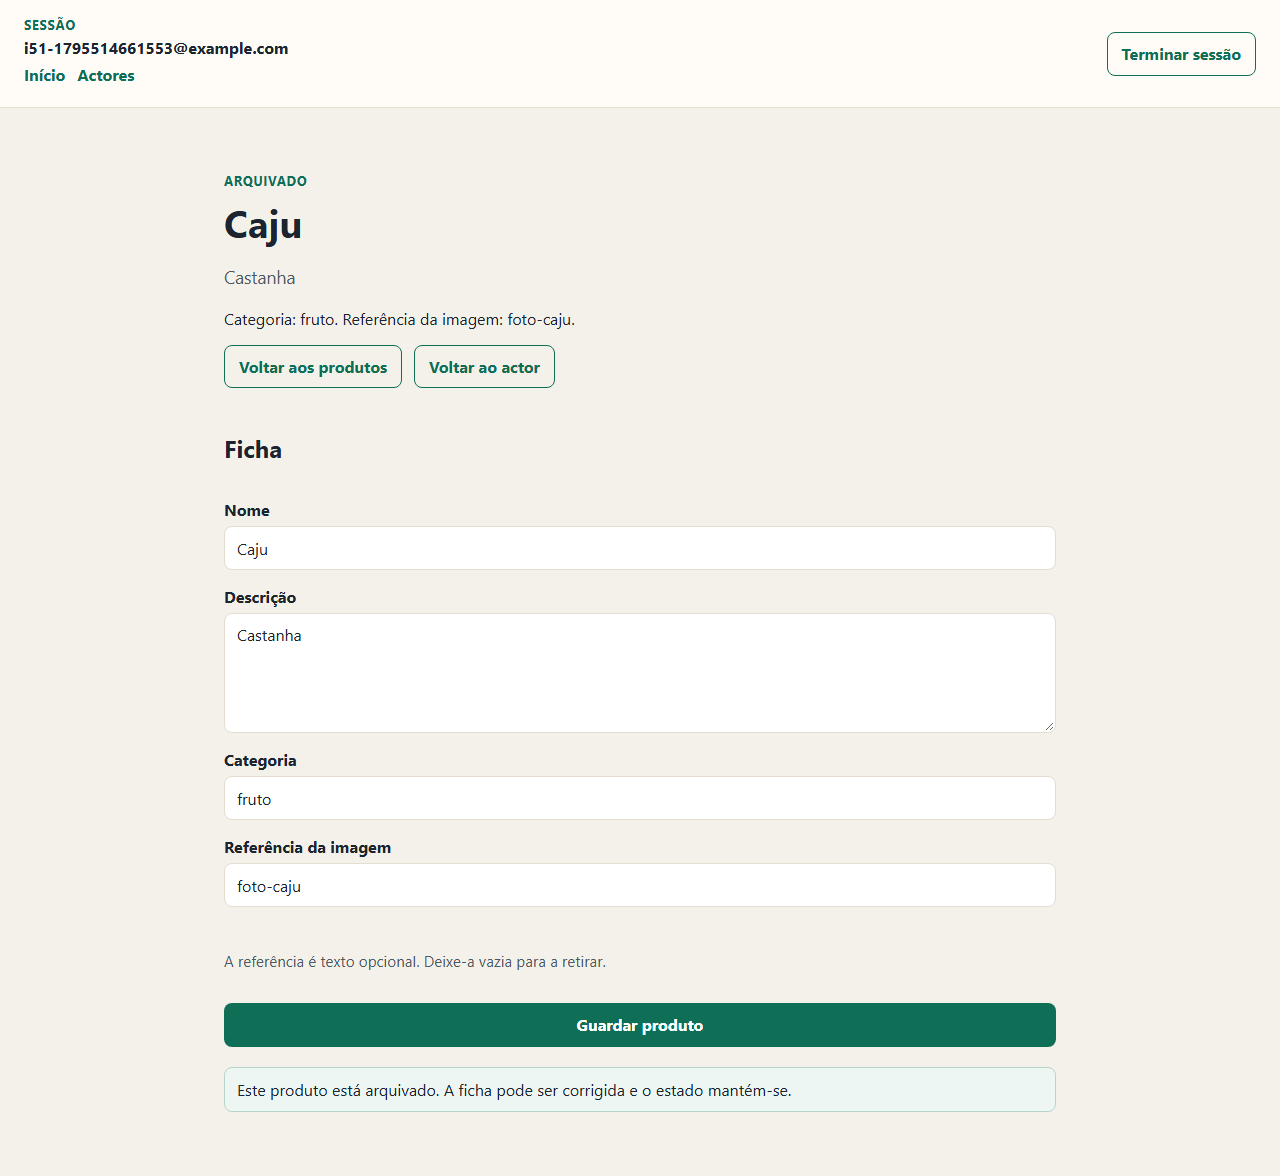 SESSÃO
i51-1795514661553@example.com
Início Actores
Terminar sessão
ARQUIVADO
Caju
Castanha
Categoria: fruto. Referência da imagem: foto-caju.
Voltar aos produtos
Voltar ao actor
Ficha
Nome
Caju
Descrição
Castanha
Categoria
fruto
Referência da imagem
foto-caju
A referência é texto opcional. Deixe-a vazia para a retirar.
Guardar produto
Este produto está arquivado. A ficha pode ser corrigida e o estado mantém-se.